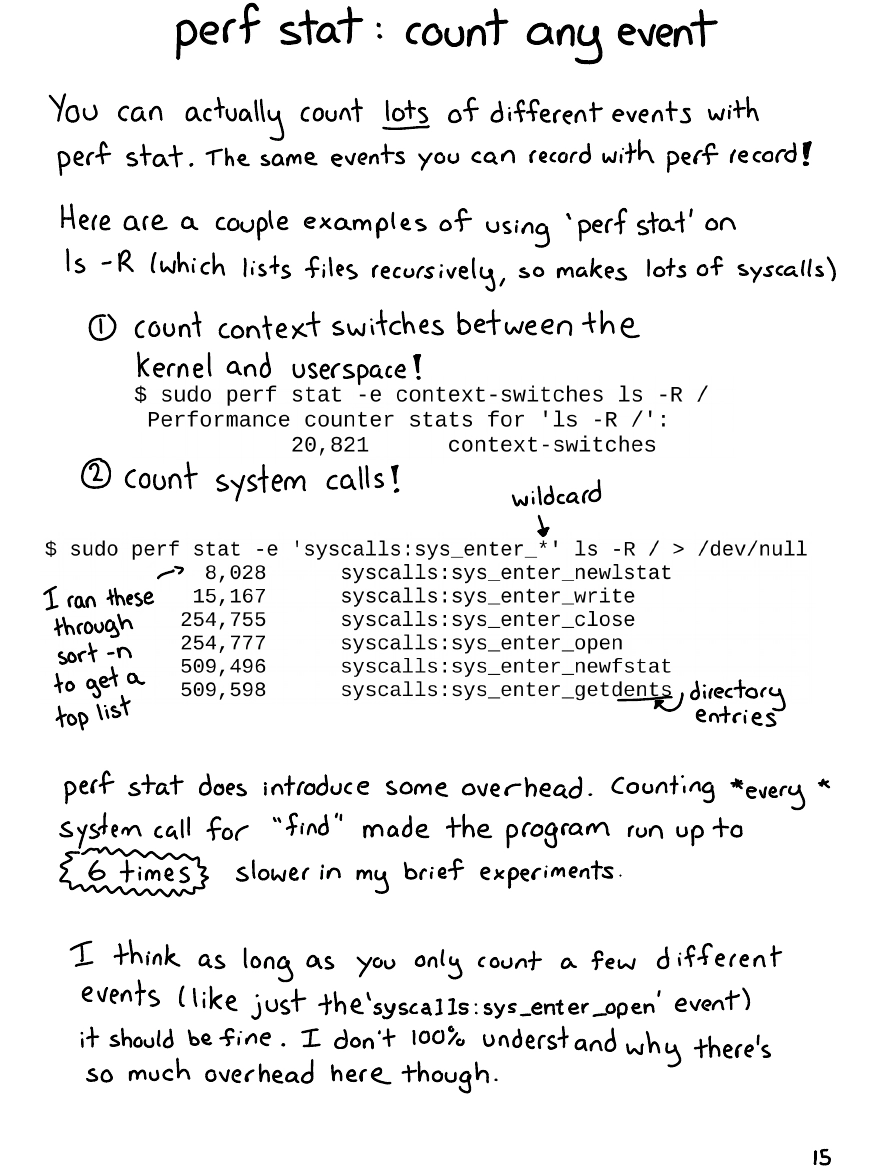 perf stat: count any event
You can actually count lots of different events with
perf stat. The same events you can record with perf record!
Here are a couple examples of using 'perf stat' on
ls -R (which lists files recursively, so makes lots of syscalls)
① count context switches between the
kernel and userspace!
$ sudo perf stat -e context-switches ls -R /
Performance counter stats for 'ls -R /':
20,821 context-switches
② count system calls!
wildcard
$ sudo perf stat -e 'syscalls:sys_enter_*' ls -R / > /dev/null
8,028 syscalls:sys_enter_newlstat
15,167 syscalls:sys_enter_write
254,755 syscalls:sys_enter_close
254,777 syscalls:sys_enter_open
509,496 syscalls:sys_enter_newfstat
509,598 syscalls:sys_enter_getdents
I ran these
through
sort -n
to get a
top list
directory
entries
perf stat does introduce some overhead. Counting *every*
system call for "find" made the program run up to
6 times slower in my brief experiments.
I think as long as you only count a few different
events (like just the 'syscalls:sys_enter_open' event)
it should be fine. I don't 100% understand why there's
so much overhead here though.
15